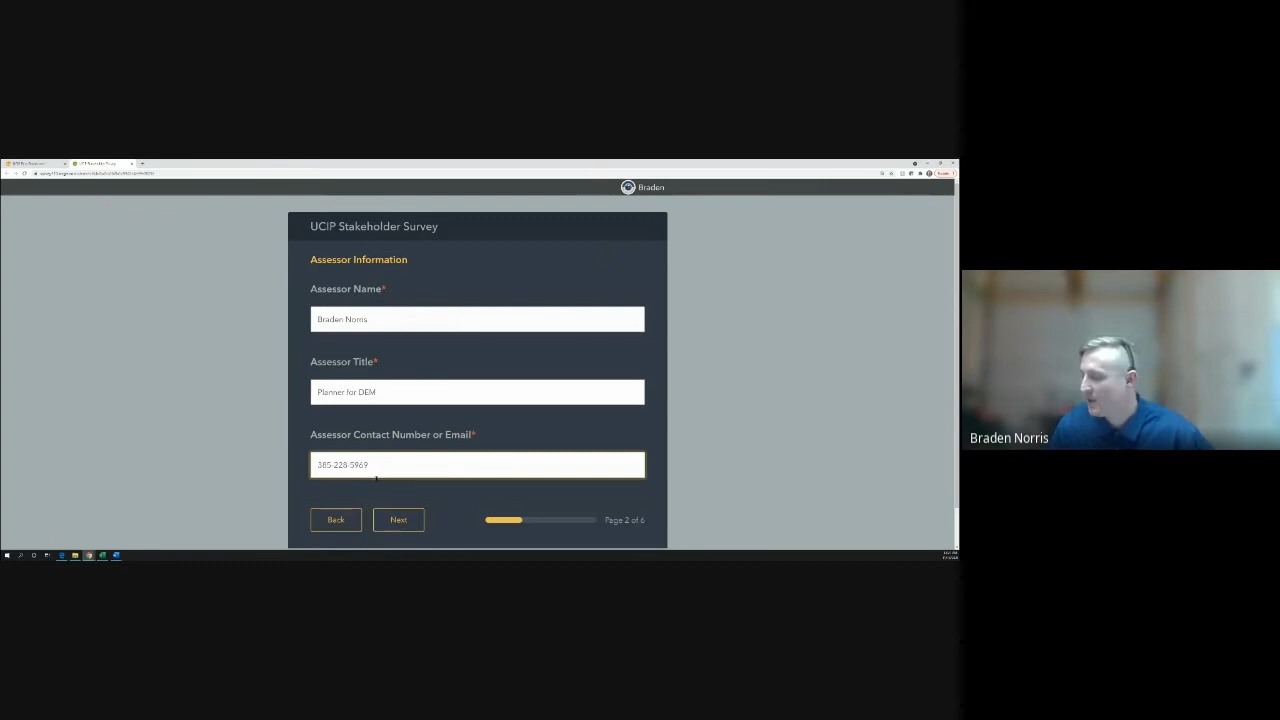 Braden
UCIP Stakeholder Survey
Assessor Information
Assessor Name*
Braden Norris
Assessor Title*
Planner for DEM
Assessor Contact Number or Email*
385-228-5969
Back
Next
Page 2 of 6
Braden Norris